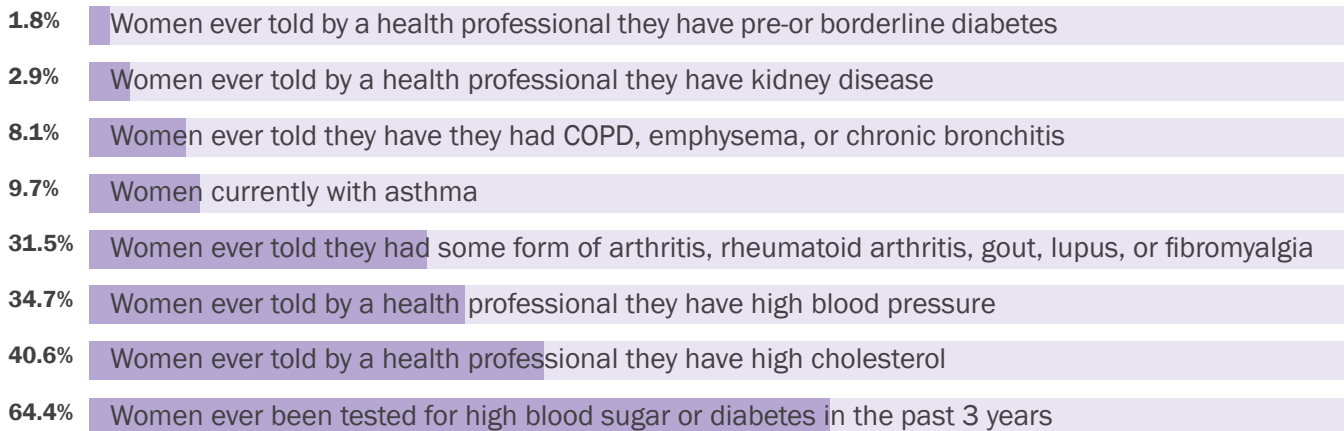 1.8% Women ever told by a health professional they have pre-or borderline diabetes
2.9% Women ever told by a health professional they have kidney disease
8.1% Women ever told they have they had COPD, emphysema, or chronic bronchitis
9.7% Women currently with asthma
31.5% Women ever told they had some form of arthritis, rheumatoid arthritis, gout, lupus, or fibromyalgia
34.7% Women ever told by a health professional they have high blood pressure
40.6% Women ever told by a health professional they have high cholesterol
64.4% Women ever been tested for high blood sugar or diabetes in the past 3 years